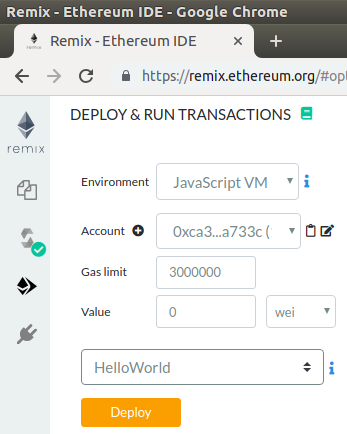 Remix - Ethereum IDE - Google Chrome
Remix - Ethereum IDE
https://remix.ethereum.org/#op
remix
DEPLOY & RUN TRANSACTIONS
Environment JavaScript VM
Account 0xca3...a733c (
Gas limit 3000000
Value 0 wei
HelloWorld
Deploy